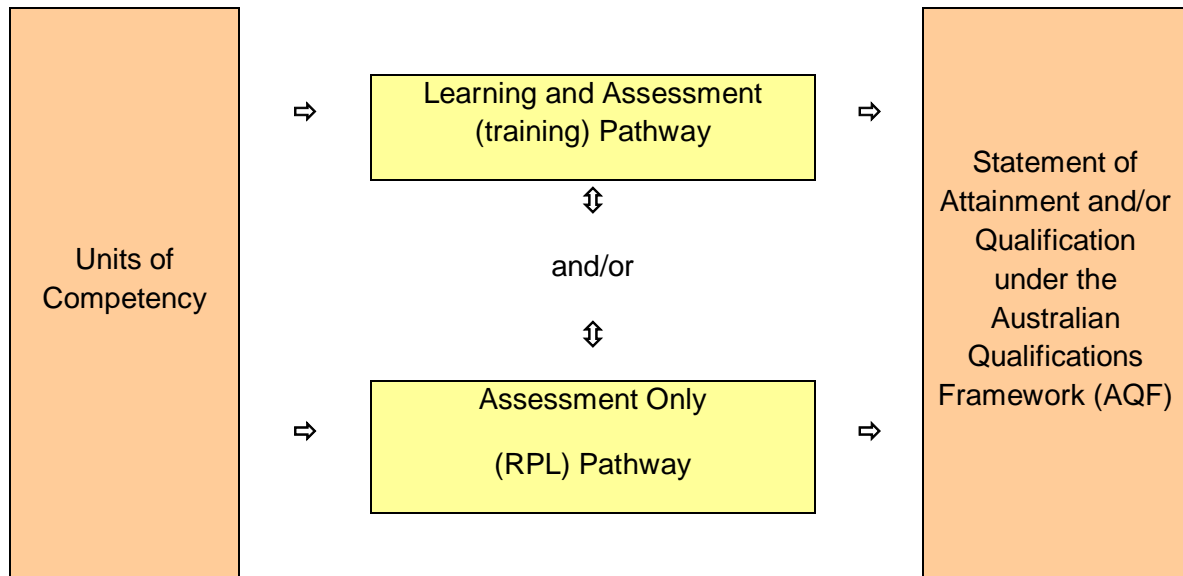 Units of
Competency
Learning and Assessment
(training) Pathway
and/or
Assessment Only
(RPL) Pathway
Statement of
Attainment and/or
Qualification
under the
Australian
Qualifications
Framework (AQF)